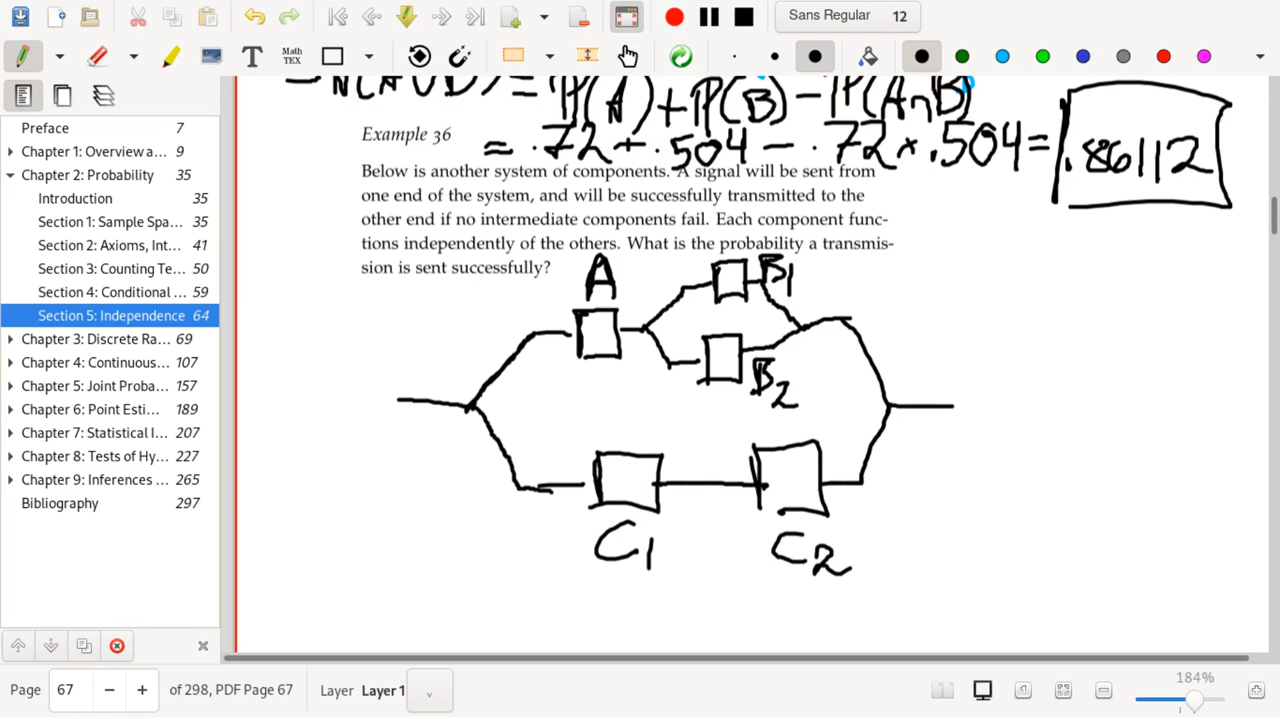 Sans Regular 12
T Math TEX
Preface 7
Chapter 1: Overview a... 9
Chapter 2: Probability 35
Introduction 35
Section 1: Sample Spa... 35
Section 2: Axioms, Int... 41
Section 3: Counting Te... 50
Section 4: Conditional ... 59
Section 5: Independence 64
Chapter 3: Discrete Ra... 69
Chapter 4: Continuous... 107
Chapter 5: Joint Proba... 157
Chapter 6: Point Esti... 189
Chapter 7: Statistical I... 207
Chapter 8: Tests of Hy... 227
Chapter 9: Inferences ... 265
Bibliography 297
= P(A) + P(B) - P(A∩B)
Example 36
= .72 + .504 - .72 × .504 = .86112
Below is another system of components. A signal will be sent from
one end of the system, and will be successfully transmitted to the
other end if no intermediate components fail. Each component func-
tions independently of the others. What is the probability a transmis-
sion is sent successfully?
A
B1
B2
C1 C2
Page 67 of 298, PDF Page 67 Layer Layer 1
184%